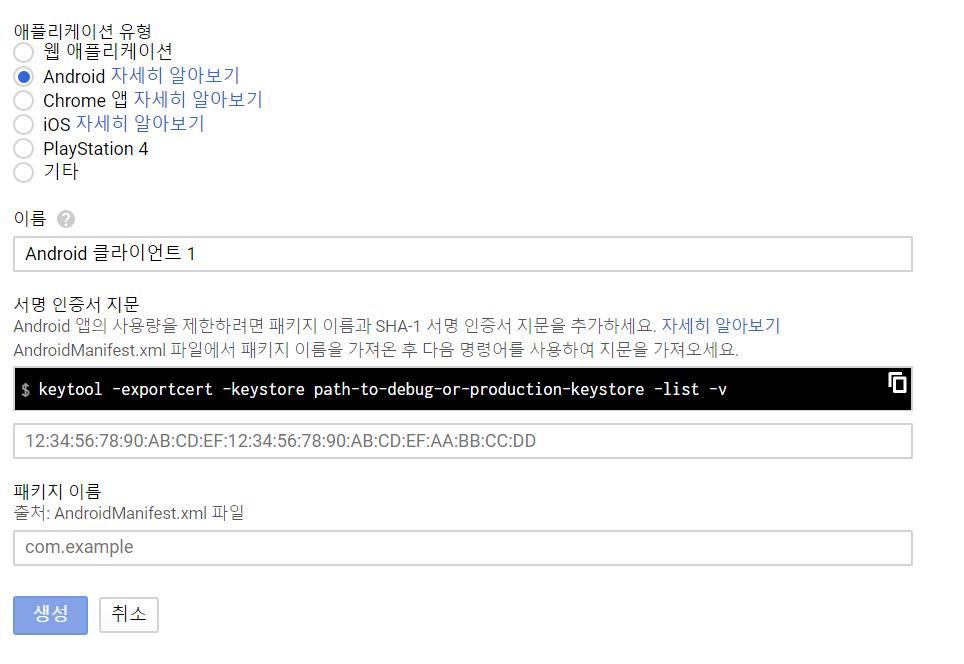 애플리케이션 유형
웹 애플리케이션
Android 자세히 알아보기
Chrome 앱 자세히 알아보기
iOS 자세히 알아보기
PlayStation 4
기타
이름 ?
Android 클라이언트 1
서명 인증서 지문
Android 앱의 사용량을 제한하려면 패키지 이름과 SHA-1 서명 인증서 지문을 추가하세요. 자세히 알아보기
AndroidManifest.xml 파일에서 패키지 이름을 가져온 후 다음 명령어를 사용하여 지문을 가져오세요.
$ keytool -exportcert -keystore path-to-debug-or-production-keystore -list -v
12:34:56:78:90:AB:CD:EF:12:34:56:78:90:AB:CD:EF:AA:BB:CC:DD
패키지 이름
출처: AndroidManifest.xml 파일
com.example
생성 취소